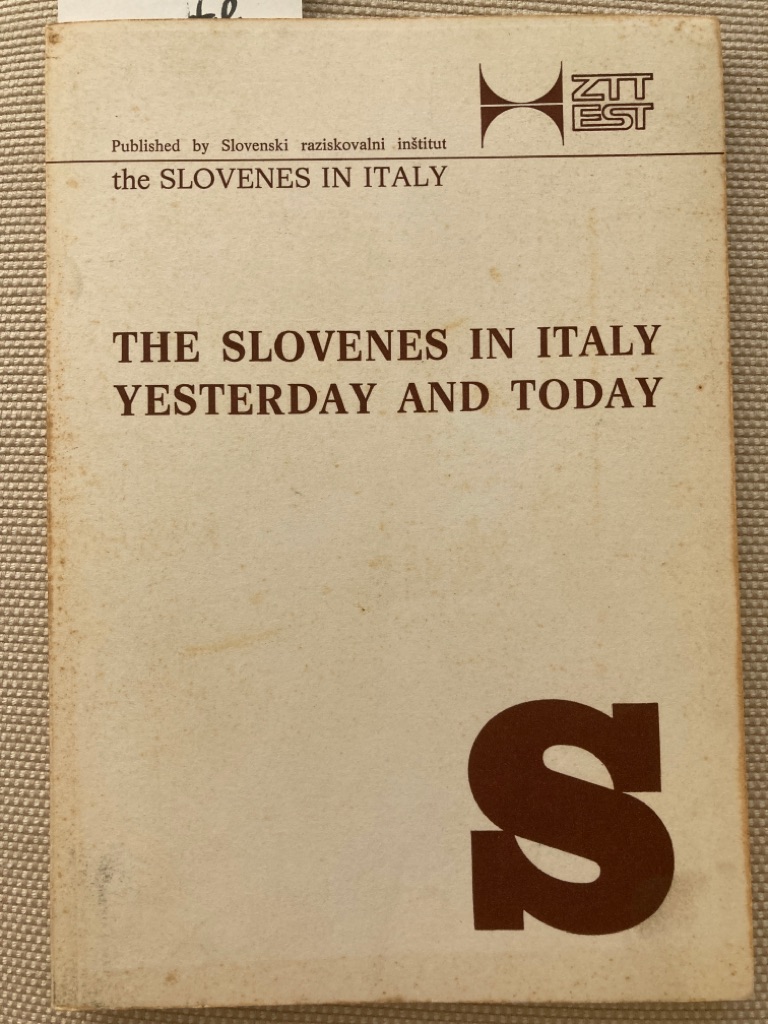 ZTT
EST
Published by Slovenski raziskovalni inštitut
the SLOVENES IN ITALY
THE SLOVENES IN ITALY
YESTERDAY AND TODAY
S